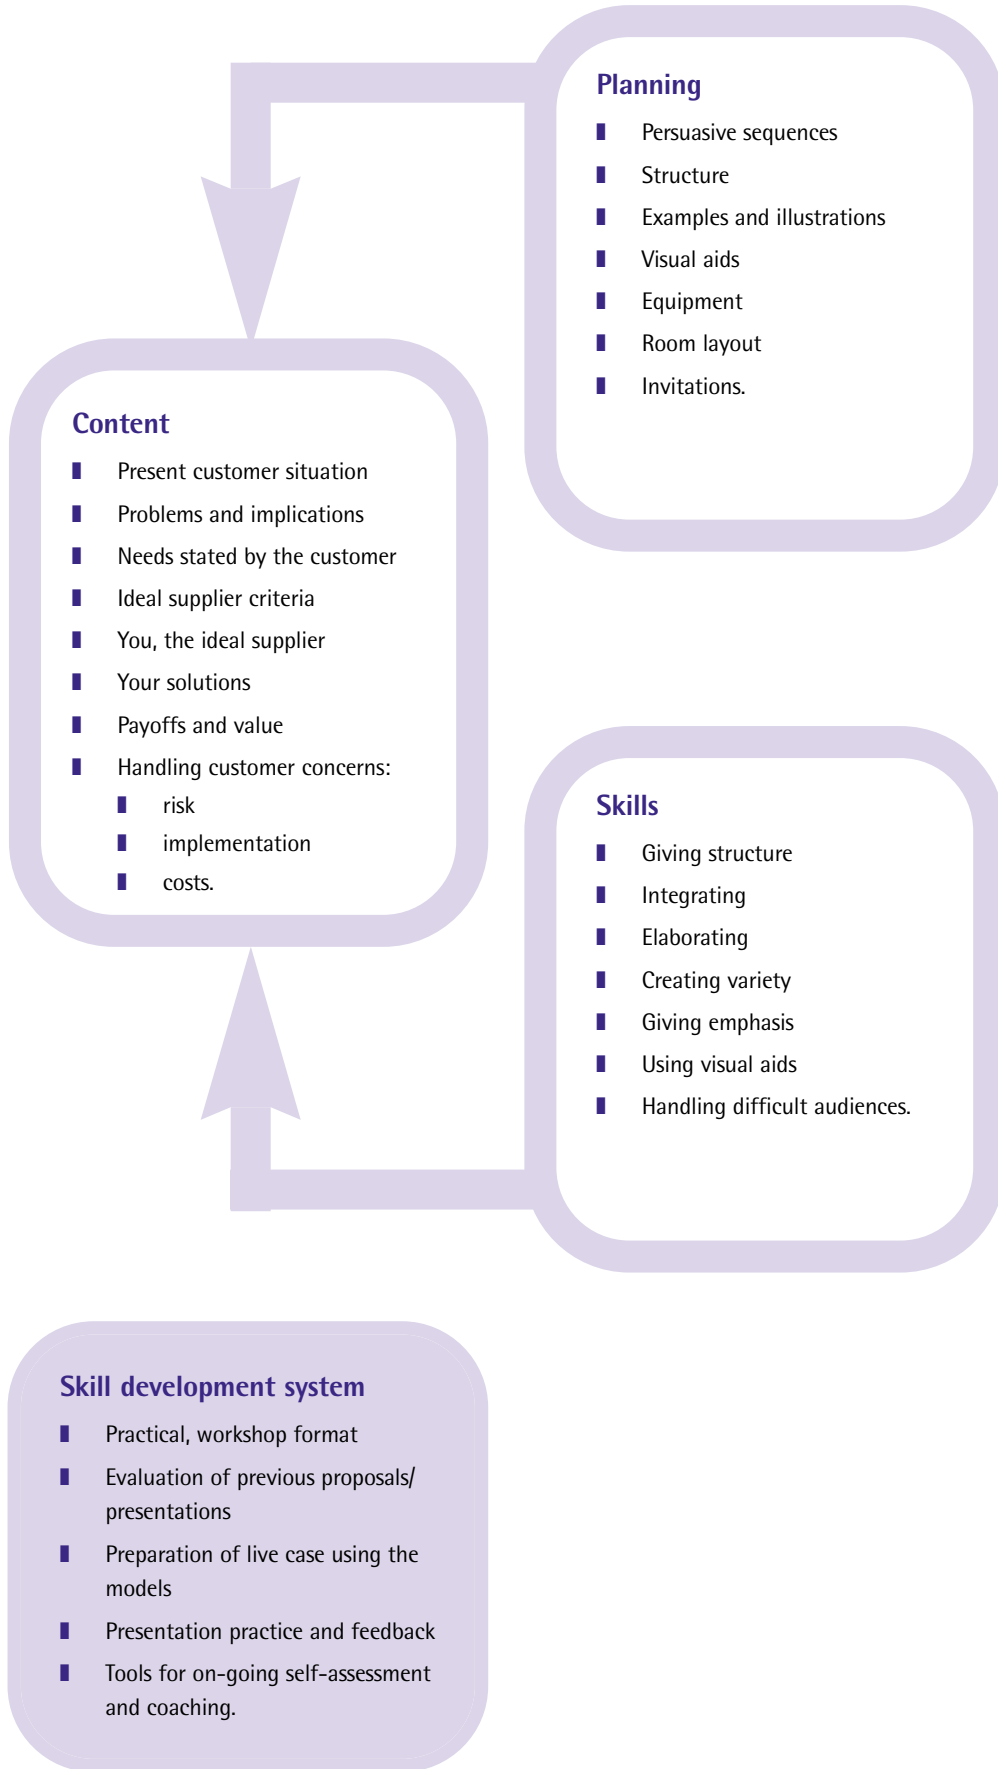 Planning
Persuasive sequences
Structure
Examples and illustrations
Visual aids
Equipment
Room layout
Invitations.
Content
Present customer situation
Problems and implications
Needs stated by the customer
Ideal supplier criteria
You, the ideal supplier
Your solutions
Payoffs and value
Handling customer concerns:
risk
implementation
costs.
Skills
Giving structure
Integrating
Elaborating
Creating variety
Giving emphasis
Using visual aids
Handling difficult audiences.
Skill development system
Practical, workshop format
Evaluation of previous proposals/
presentations
Preparation of live case using the
models
Presentation practice and feedback
Tools for on-going self-assessment
and coaching.